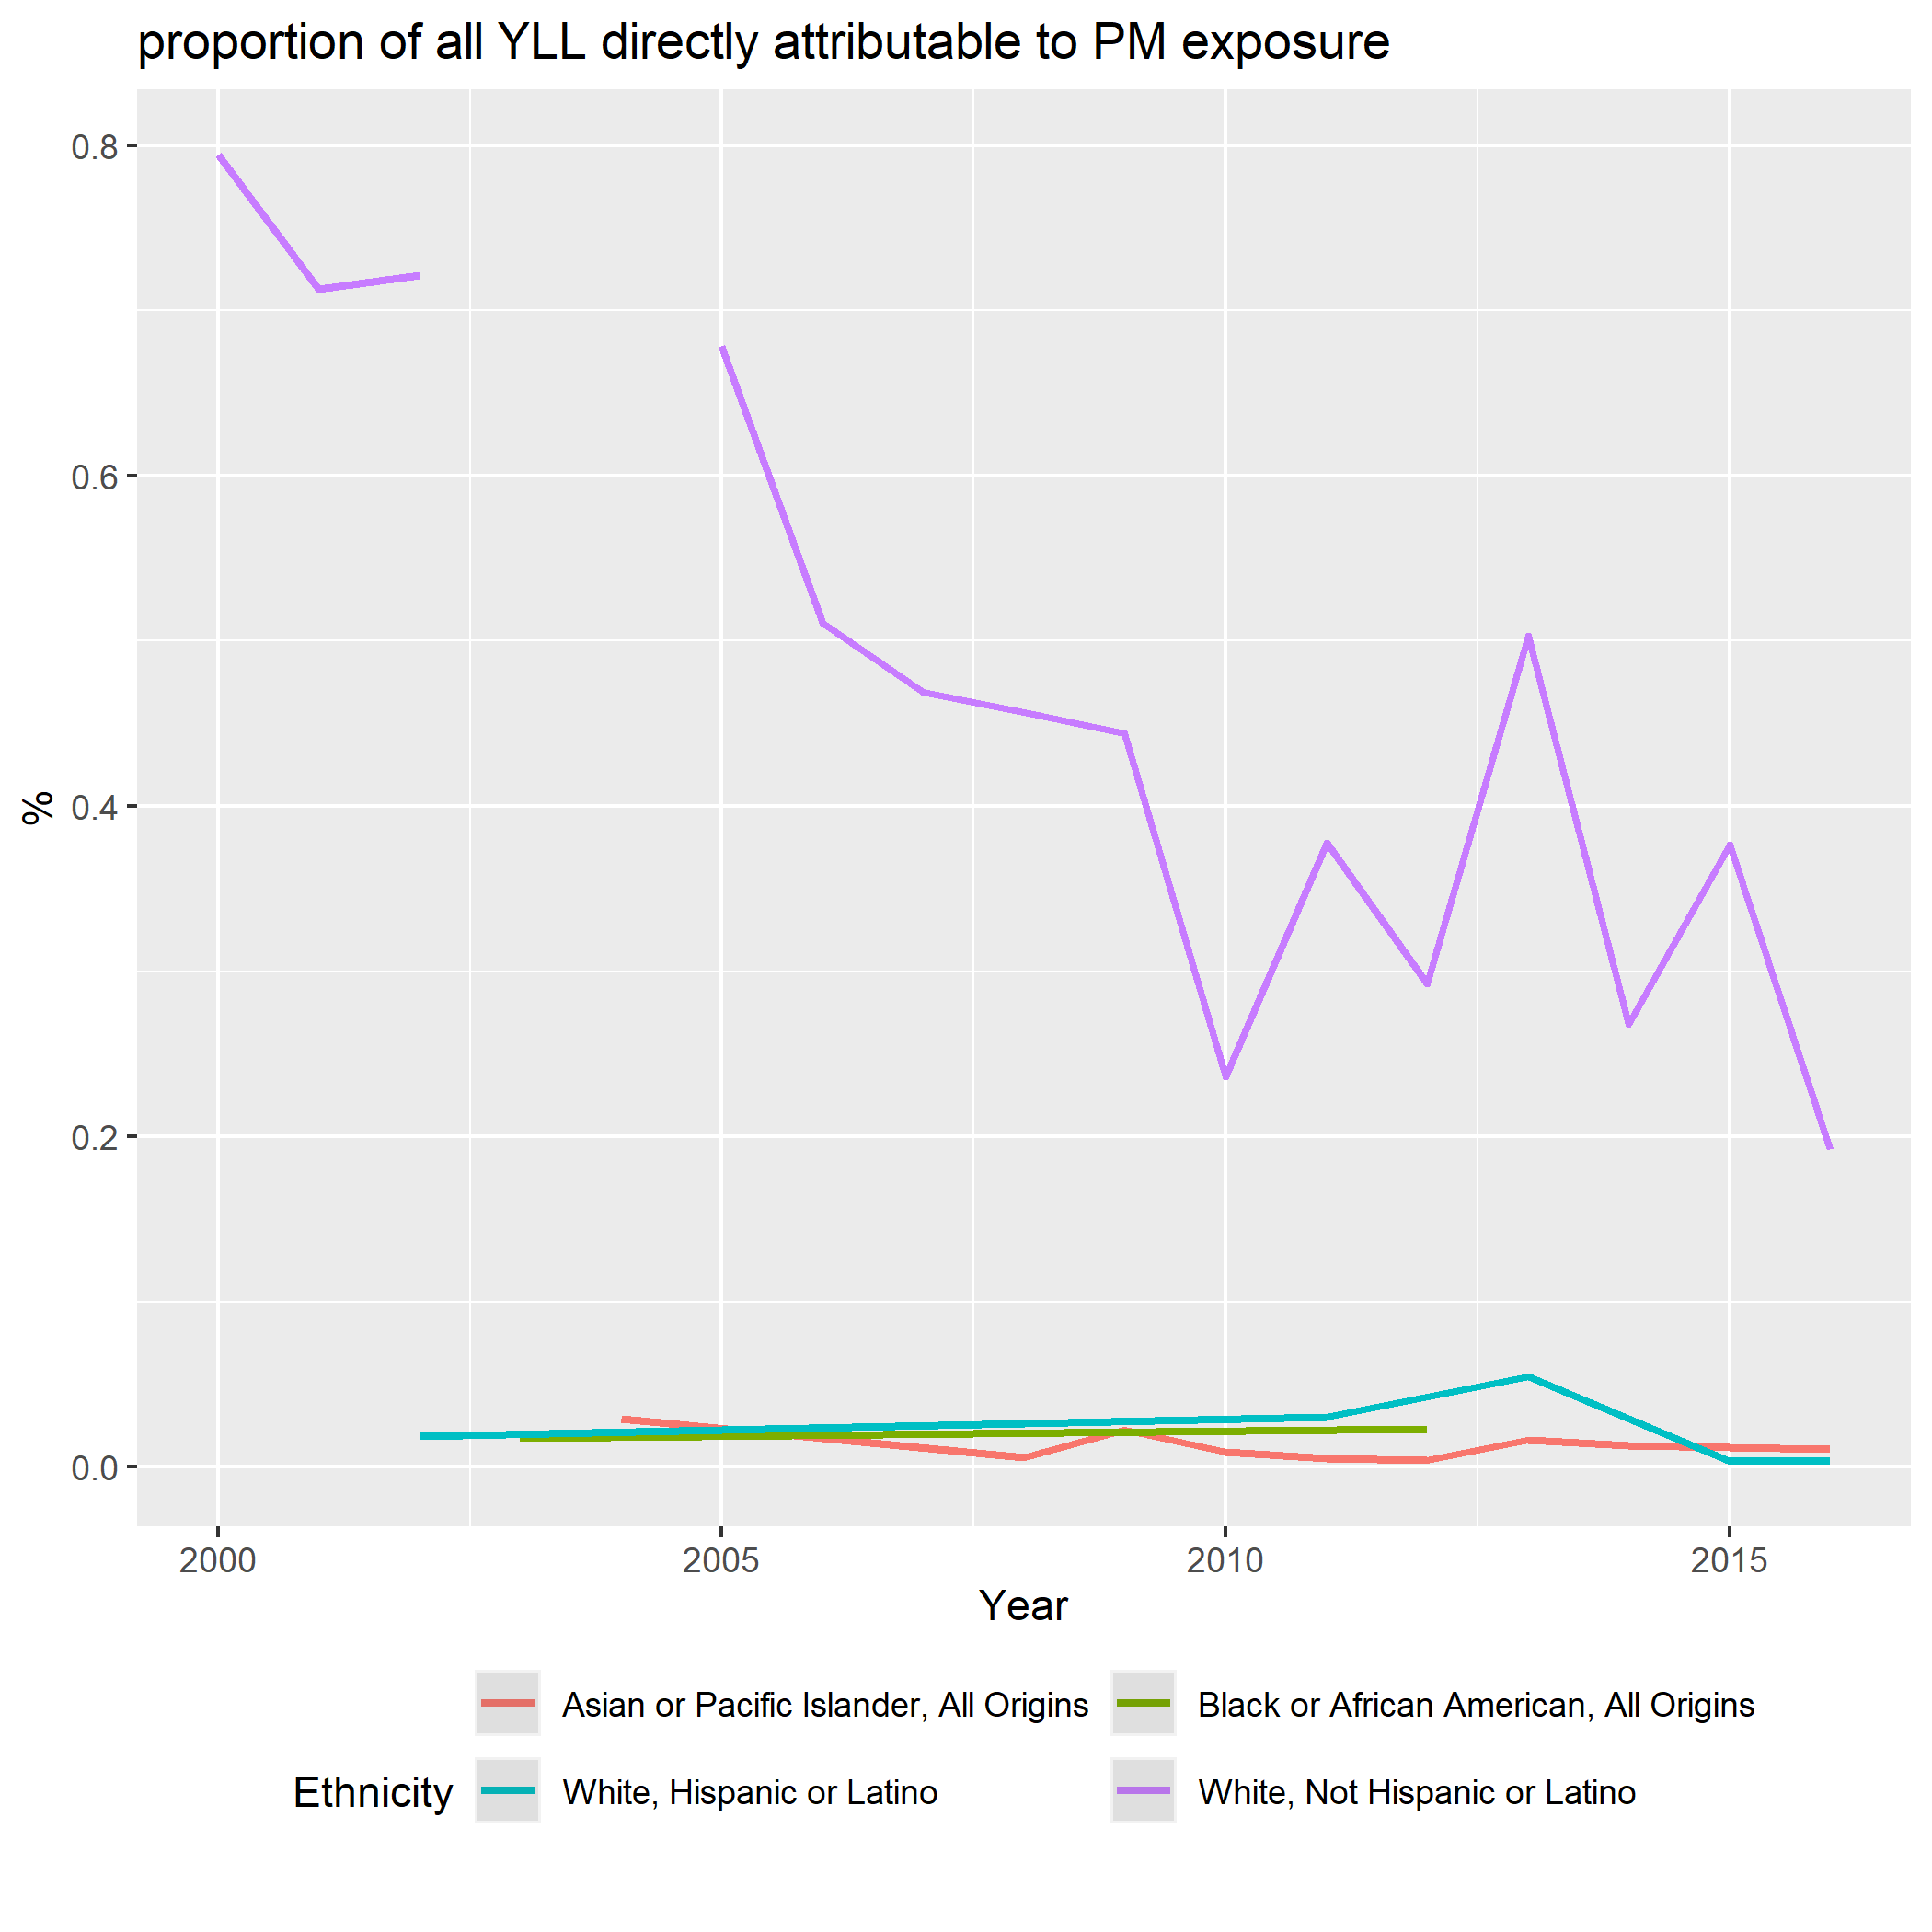 proportion of all YLL directly attributable to PM exposure
%
0.8
0.6
0.4
0.2
0.0
2000 2005 2010 2015
Year
Ethnicity
Asian or Pacific Islander, All Origins
Black or African American, All Origins
White, Hispanic or Latino
White, Not Hispanic or Latino